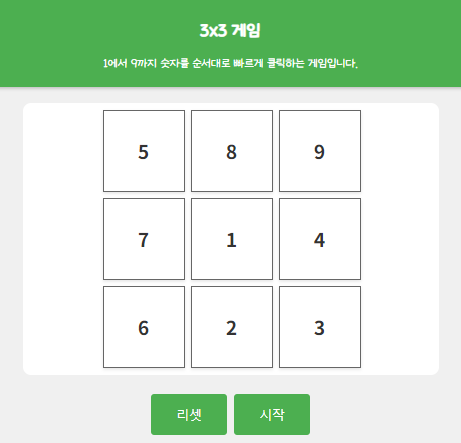 3x3 게임
1에서 9까지 숫자를 순서대로 빠르게 클릭하는 게임입니다.
5 8 9
7 1 4
6 2 3
리셋 시작